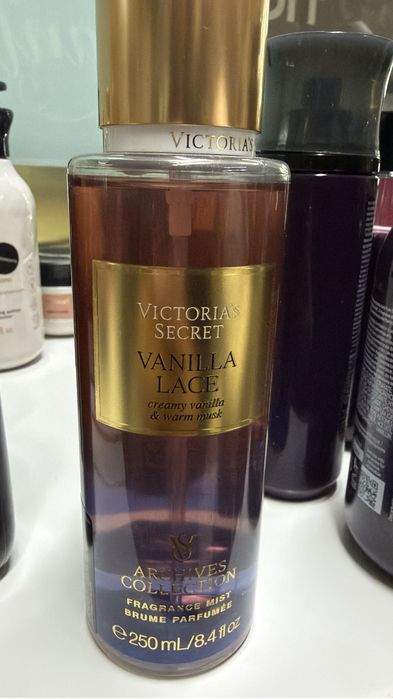 VICTORIA'S
VICTORIA'S
SECRET
VANILLA
LACE
creamy vanilla
& warm musk
VS
ARCHIVES
COLLECTION
FRAGRANCE MIST
BRUME PARFUMÉE
e 250 mL/8.4 fl oz